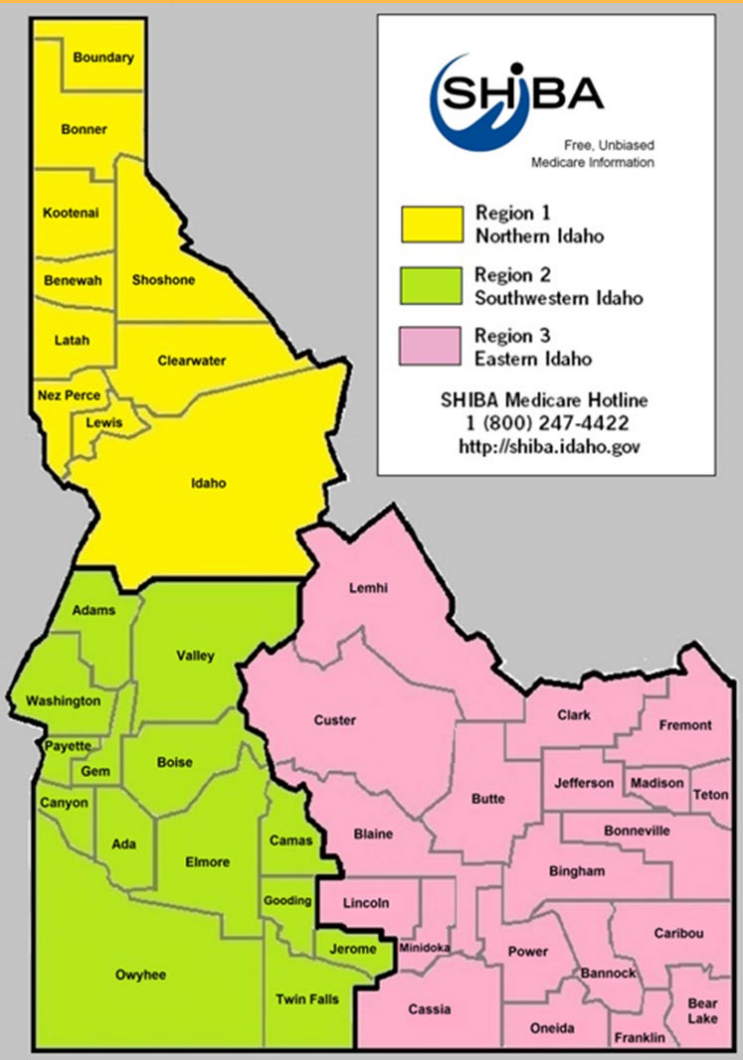 SHiBA
Free, Unbiased
Medicare Information
Region 1
Northern Idaho
Region 2
Southwestern Idaho
Region 3
Eastern Idaho
SHIBA Medicare Hotline
1 (800) 247-4422
http://shiba.idaho.gov
Boundary
Bonner
Kootenai
Benewah
Shoshone
Latah
Clearwater
Nez Perce
Lewis
Idaho
Lemhi
Adams
Valley
Washington
Custer
Clark
Fremont
Payette
Gem
Boise
Butte
Jefferson
Madison
Teton
Canyon
Ada
Elmore
Camas
Blaine
Bonneville
Bingham
Gooding
Lincoln
Jerome
Minidoka
Power
Caribou
Bannock
Owyhee
Twin Falls
Cassia
Oneida
Franklin
Bear
Lake